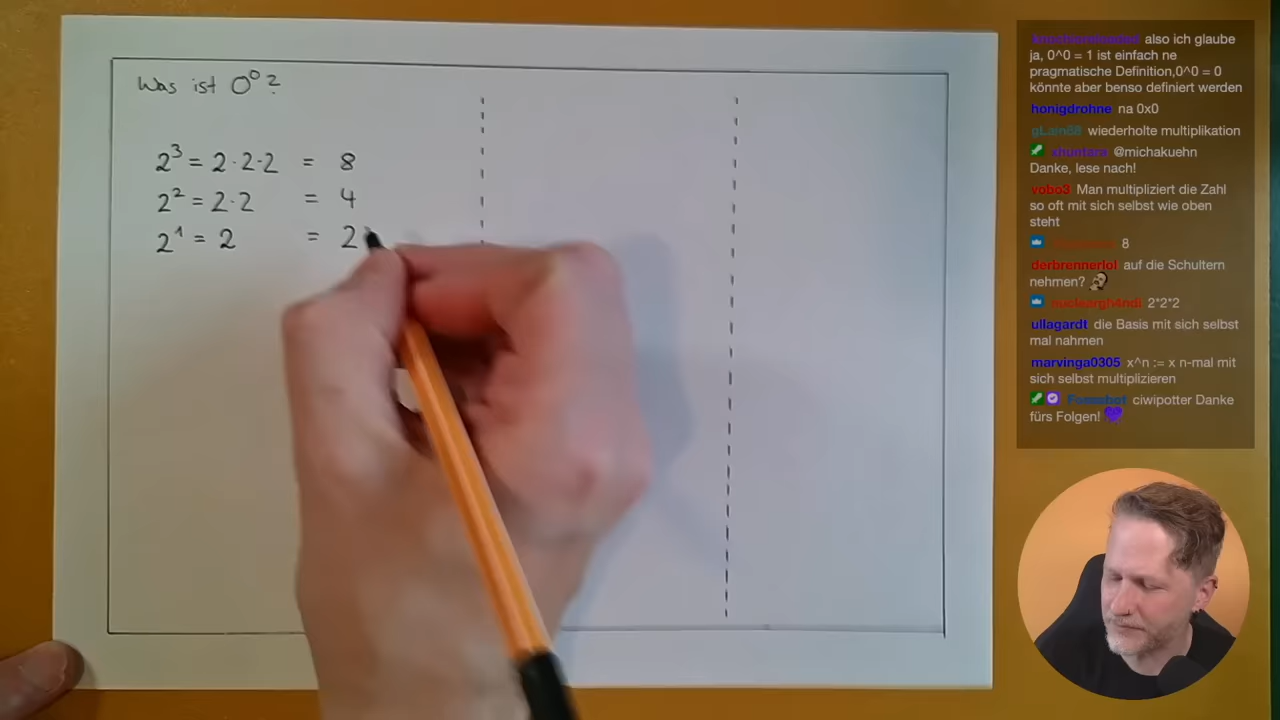 Was ist 0⁰?
2³ = 2·2·2 = 8
2² = 2·2 = 4
2¹ = 2 = 2
also ich glaube
ja, 0^0 = 1 ist einfach ne
pragmatische Definition,0^0 = 0
könnte aber benso definiert werden
honigdrohne na 0x0
gLain88 wiederholte multiplikation
xhuntara @michakuehn
Danke, lese nach!
vobo3 Man multipliziert die Zahl
so oft mit sich selbst wie oben
steht
8
derbrennerlol auf die Schultern
nehmen?
nucleargh4ndi 2*2*2
ullagardt die Basis mit sich selbst
mal nahmen
marvinga0305 x^n := x n-mal mit
sich selbst multiplizieren
ciwipotter Danke
fürs Folgen!